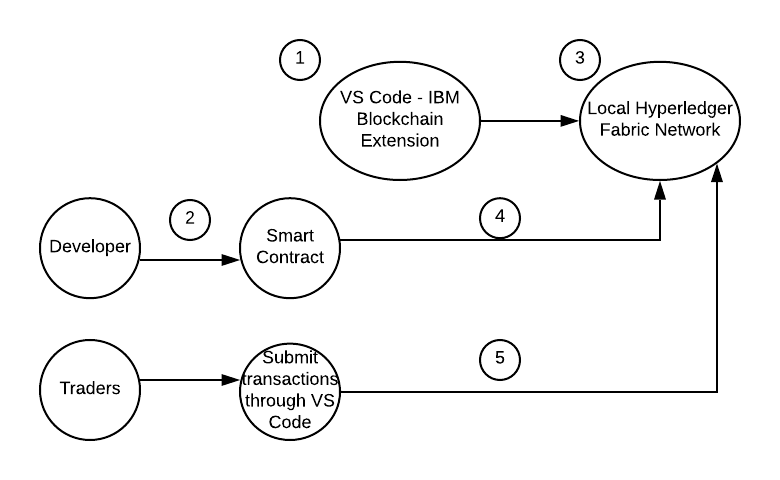 1
3
VS Code - IBM
Blockchain
Extension
Local Hyperledger
Fabric Network
2
4
Developer
Smart
Contract
5
Traders
Submit
transactions
through VS
Code